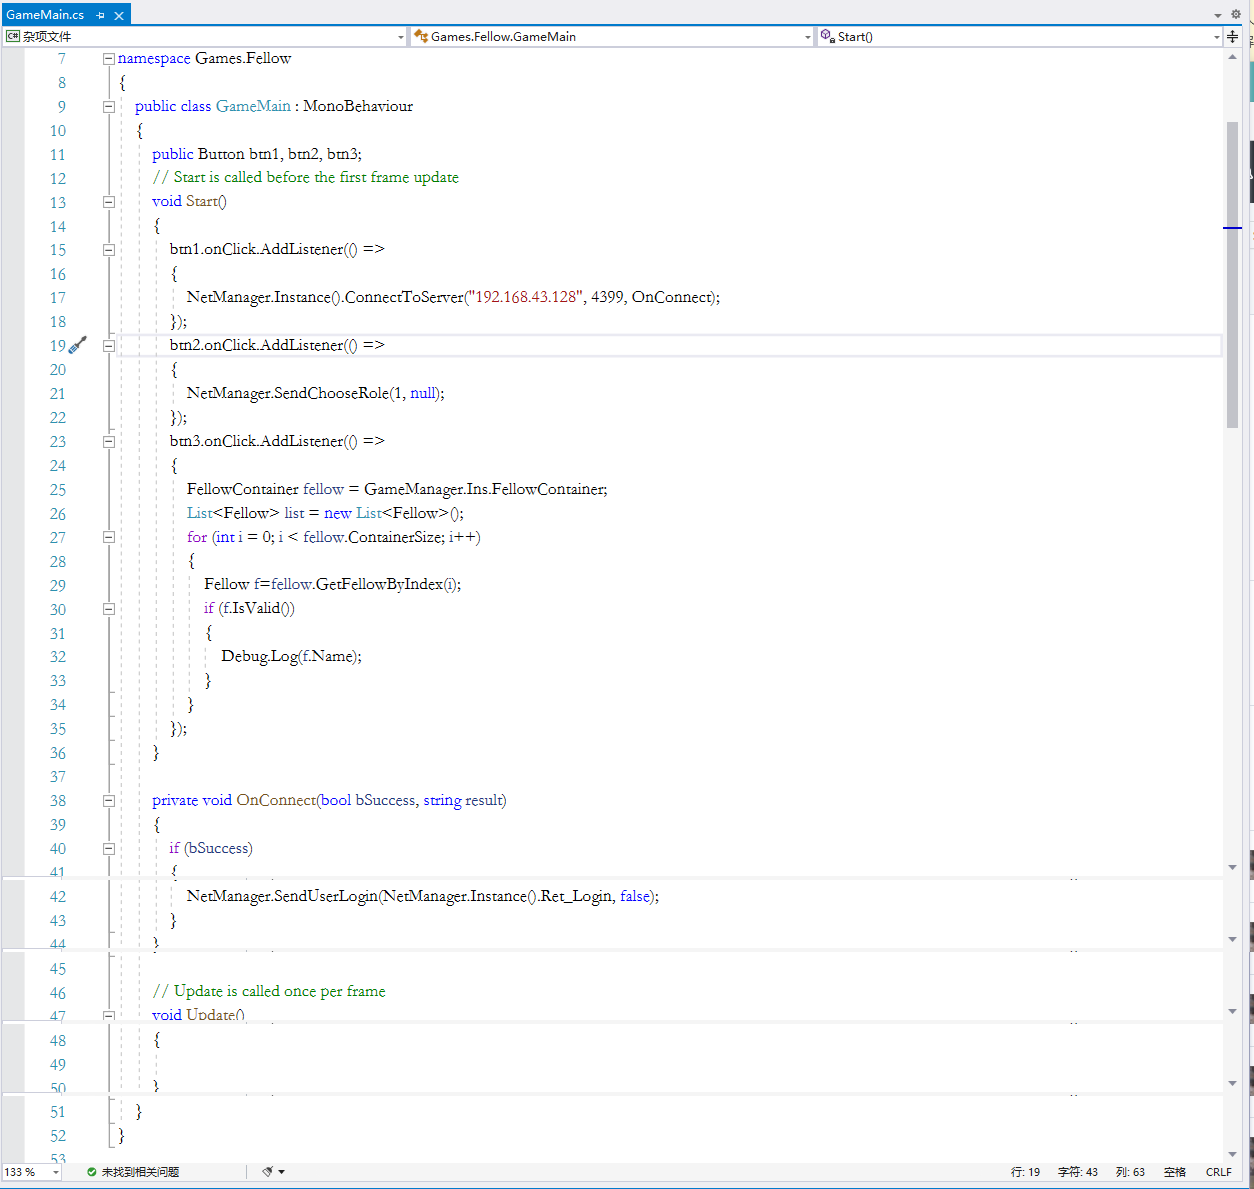 GameMain.cs
杂项文件 Games.Fellow.GameMain Start()
7 namespace Games.Fellow
8 {
9 public class GameMain : MonoBehaviour
10 {
11 public Button btn1, btn2, btn3;
12 // Start is called before the first frame update
13 void Start()
14 {
15 btn1.onClick.AddListener(() =>
16 {
17 NetManager.Instance().ConnectToServer("192.168.43.128", 4399, OnConnect);
18 });
19 btn2.onClick.AddListener(() =>
20 {
21 NetManager.SendChooseRole(1, null);
22 });
23 btn3.onClick.AddListener(() =>
24 {
25 FellowContainer fellow = GameManager.Ins.FellowContainer;
26 List<Fellow> list = new List<Fellow>();
27 for (int i = 0; i < fellow.ContainerSize; i++)
28 {
29 Fellow f=fellow.GetFellowByIndex(i);
30 if (f.IsValid())
31 {
32 Debug.Log(f.Name);
33 }
34 }
35 });
36 }
37
38 private void OnConnect(bool bSuccess, string result)
39 {
40 if (bSuccess)
41 {
42 NetManager.SendUserLogin(NetManager.Instance().Ret_Login, false);
43 }
44 }
45
46 // Update is called once per frame
47 void Update()
48 {
49
50 }
51 }
52 }
53
133 % 未找到相关问题 行: 19 字符: 43 列: 63 空格 CRLF